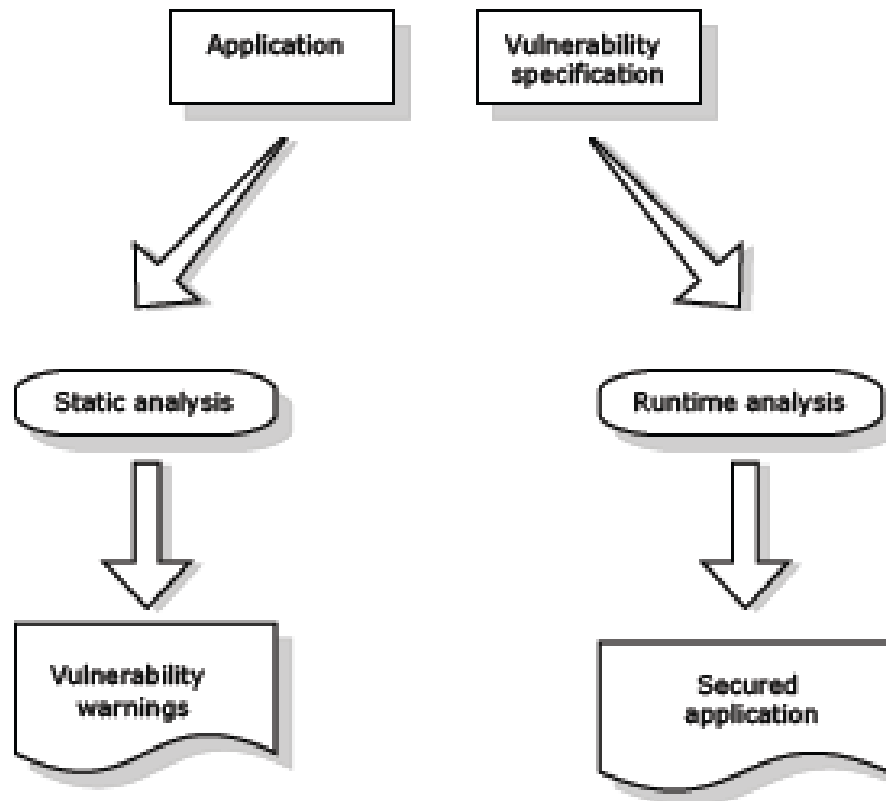 Application
Vulnerability
specification
Static analysis
Runtime analysis
Vulnerability
warnings
Secured
application